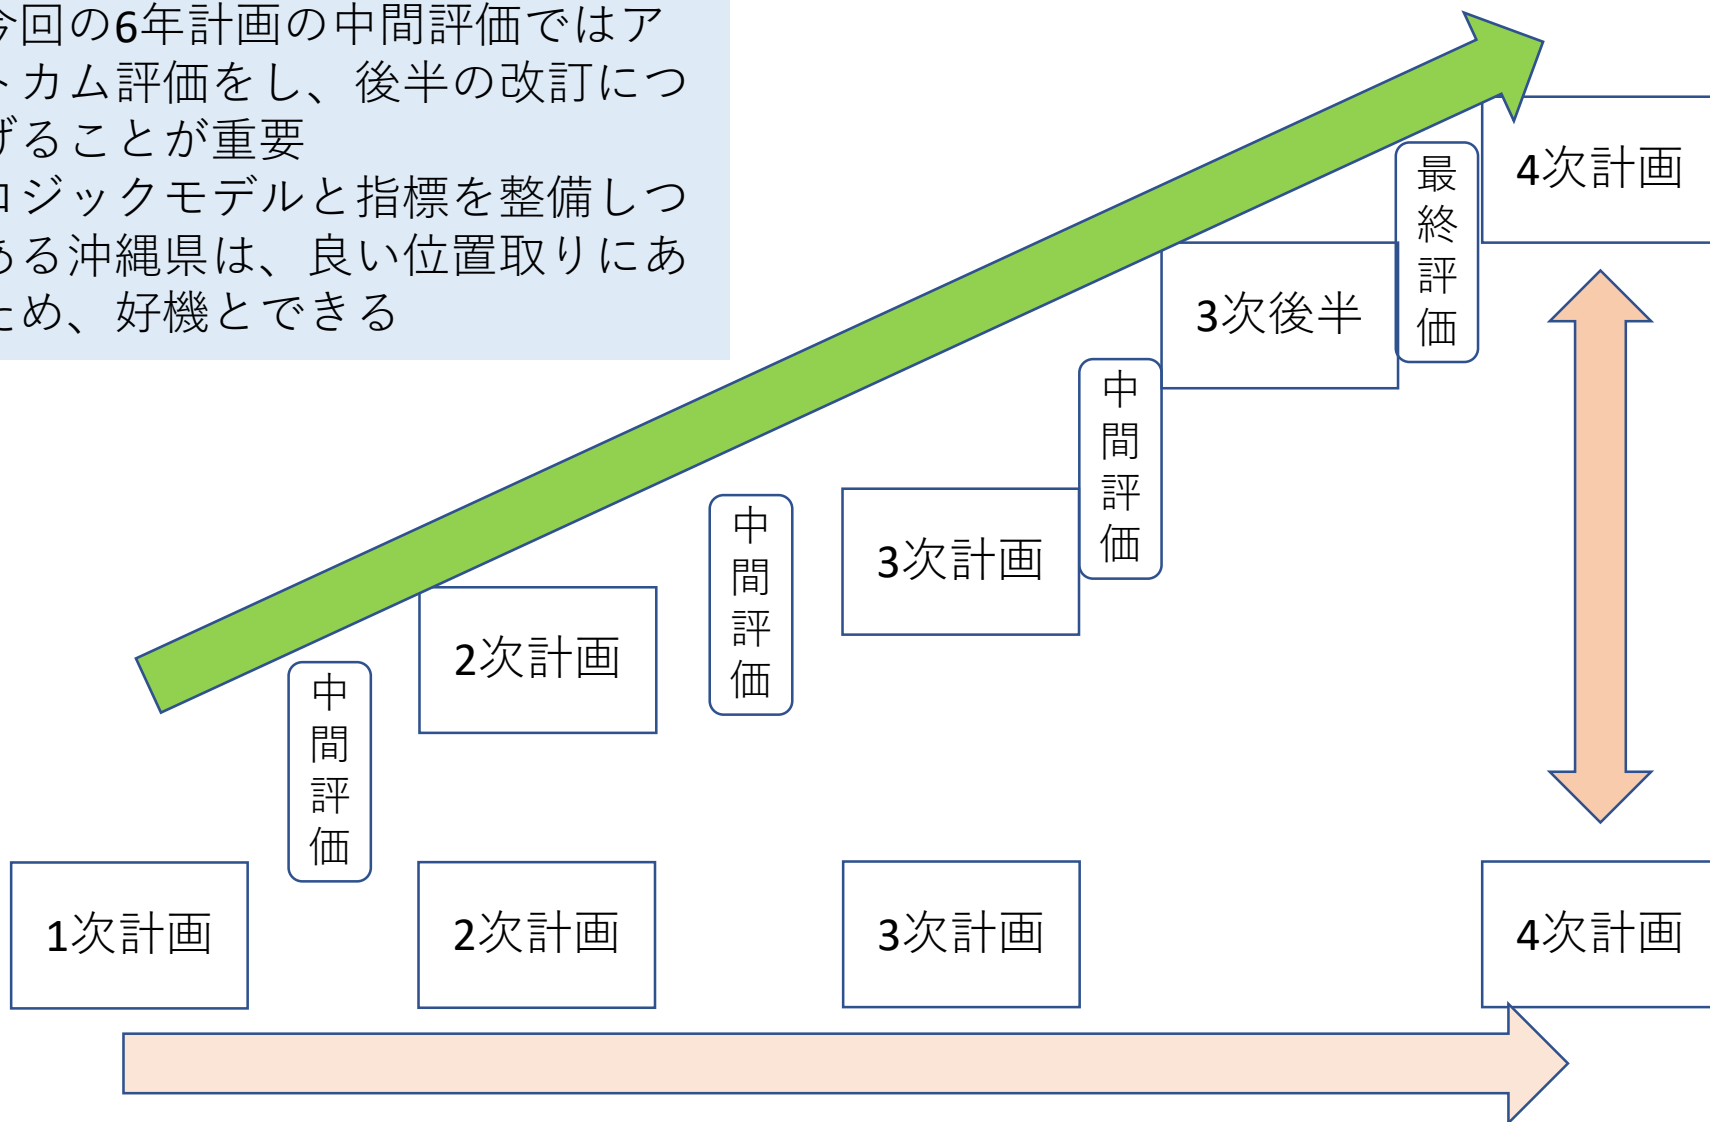 今回の6年計画の中間評価ではア
トカム評価をし、後半の改訂につ
げることが重要
ロジックモデルと指標を整備しつ
ある沖縄県は、良い位置取りにあ
ため、好機とできる
4次計画
最終評価
3次後半
中間評価
3次計画
中間評価
2次計画
中間評価
1次計画
2次計画
3次計画
4次計画